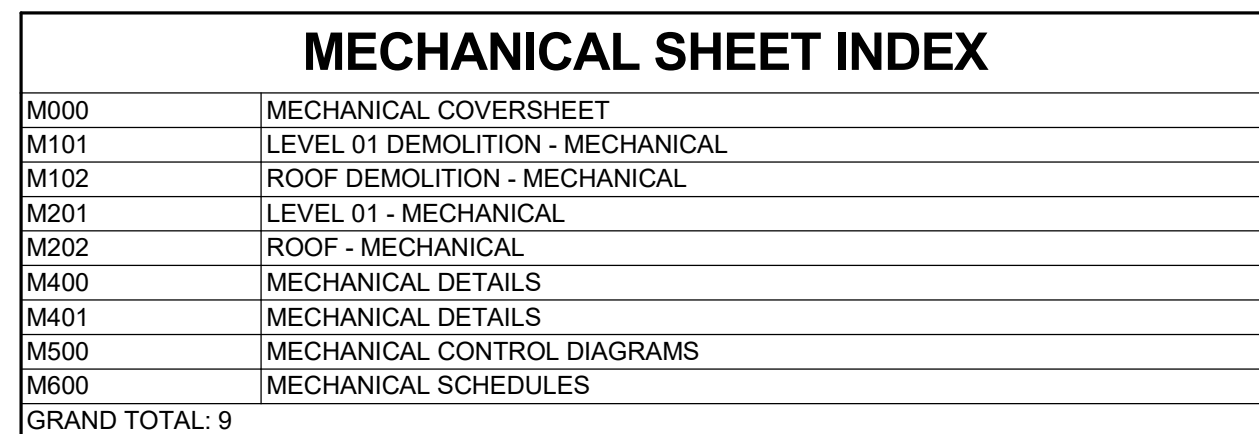 MECHANICAL SHEET INDEX
M000 MECHANICAL COVERSHEET
M101 LEVEL 01 DEMOLITION - MECHANICAL
M102 ROOF DEMOLITION - MECHANICAL
M201 LEVEL 01 - MECHANICAL
M202 ROOF - MECHANICAL
M400 MECHANICAL DETAILS
M401 MECHANICAL DETAILS
M500 MECHANICAL CONTROL DIAGRAMS
M600 MECHANICAL SCHEDULES
GRAND TOTAL: 9